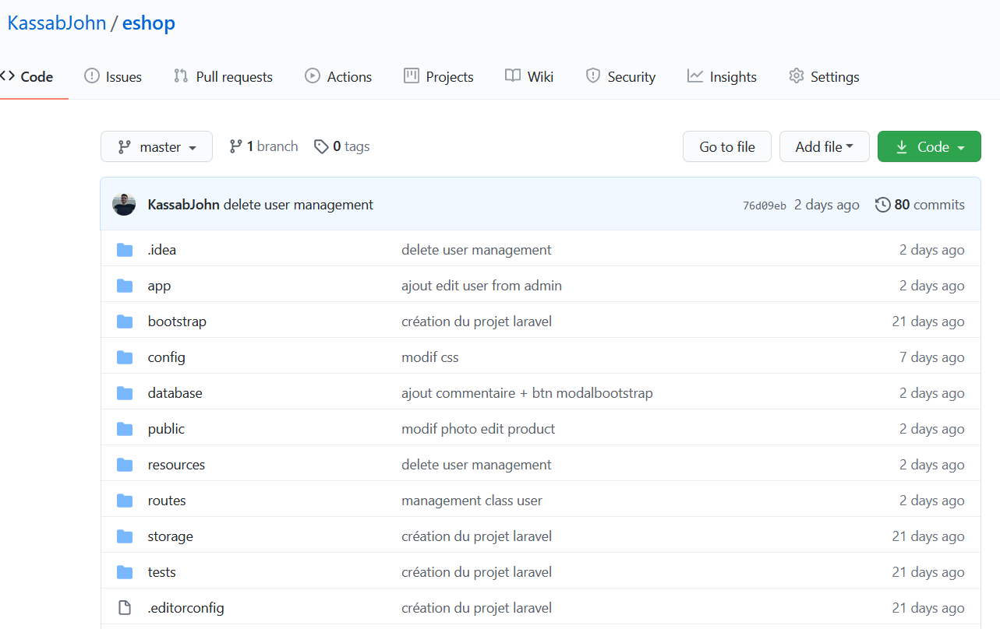 KassabJohn / eshop
Code Issues Pull requests Actions Projects Wiki Security Insights Settings
master 1 branch 0 tags Go to file Add file Code
KassabJohn delete user management 76d09eb 2 days ago 80 commits
.idea delete user management 2 days ago
app ajout edit user from admin 2 days ago
bootstrap création du projet laravel 21 days ago
config modif css 7 days ago
database ajout commentaire + btn modalbootstrap 2 days ago
public modif photo edit product 2 days ago
resources delete user management 2 days ago
routes management class user 2 days ago
storage création du projet laravel 21 days ago
tests création du projet laravel 21 days ago
.editorconfig création du projet laravel 21 days ago